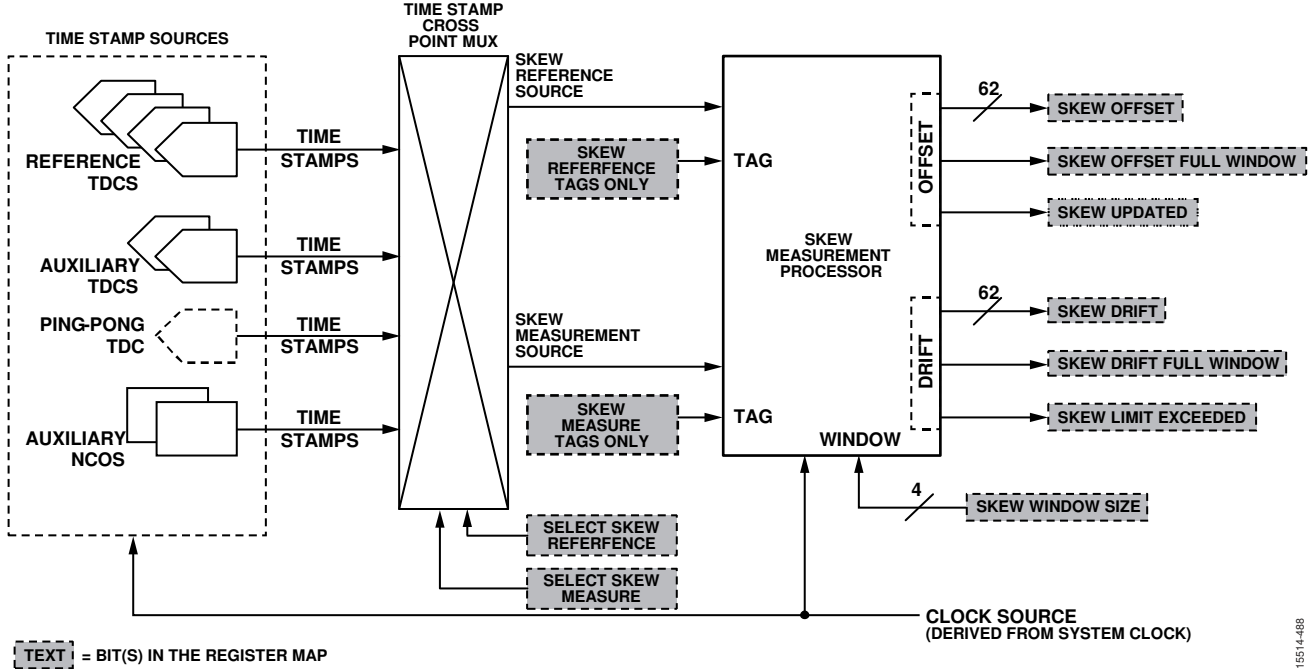 TIME STAMP SOURCES
REFERENCE
TDCS
TIME
STAMPS
AUXILIARY
TDCS
TIME
STAMPS
PING-PONG
TDC
TIME
STAMPS
AUXILIARY
NCOS
TIME
STAMPS
TIME STAMP
CROSS
POINT MUX
SKEW
REFERENCE
SOURCE
SKEW
REFERFENCE
TAGS ONLY
SKEW
MEASUREMENT
SOURCE
SKEW
MEASURE
TAGS ONLY
SELECT SKEW
REFERFENCE
SELECT SKEW
MEASURE
TAG
SKEW
MEASUREMENT
PROCESSOR
TAG
WINDOW
OFFSET
DRIFT
62
SKEW OFFSET
SKEW OFFSET FULL WINDOW
SKEW UPDATED
62
SKEW DRIFT
SKEW DRIFT FULL WINDOW
SKEW LIMIT EXCEEDED
4
SKEW WINDOW SIZE
CLOCK SOURCE
(DERIVED FROM SYSTEM CLOCK)
TEXT = BIT(S) IN THE REGISTER MAP
15514-488